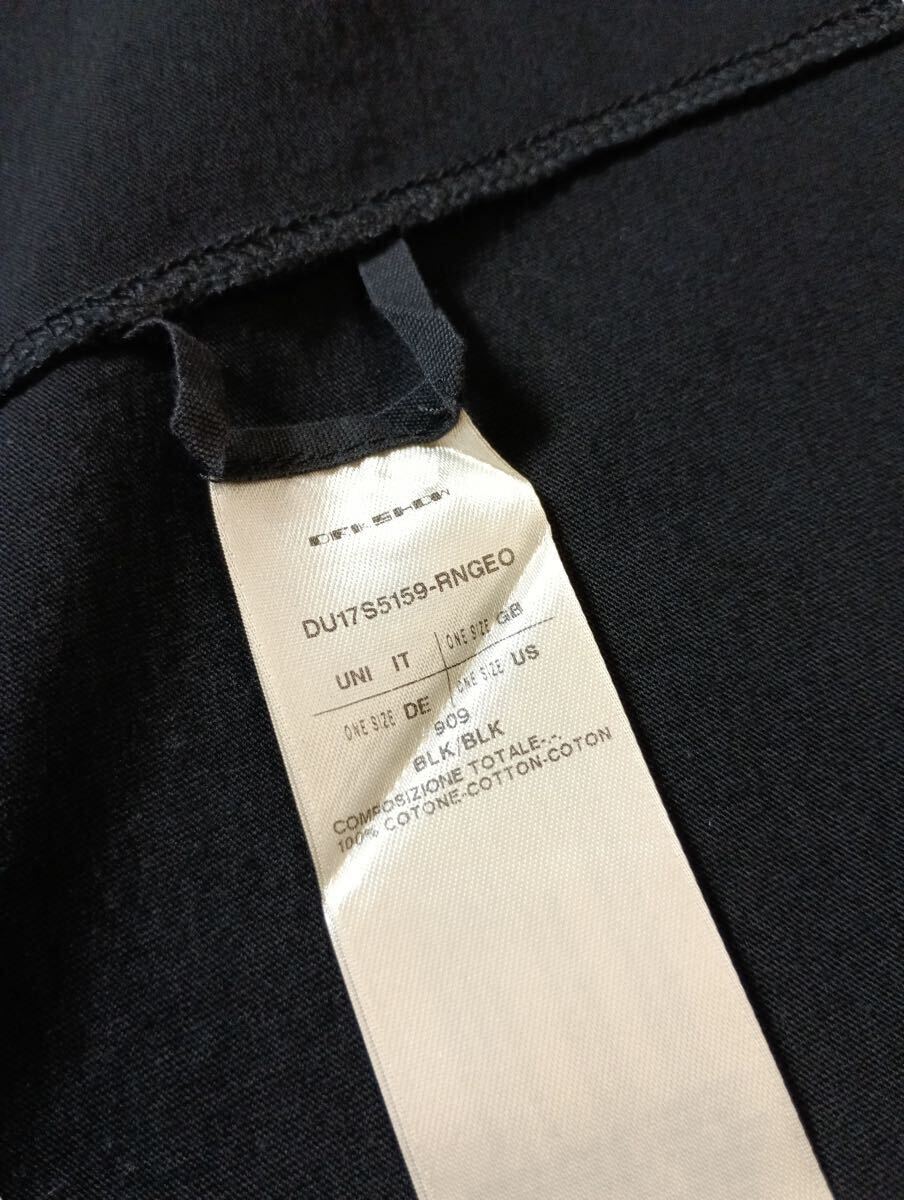 DRKSHDW
DU17S5159-RNGEO
UNI IT ONE SIZE GB
ONE SIZE DE ONE SIZE US
909
BLK/BLK
COMPOSIZIONE TOTALE-..
100% COTONE-COTTON-COTON